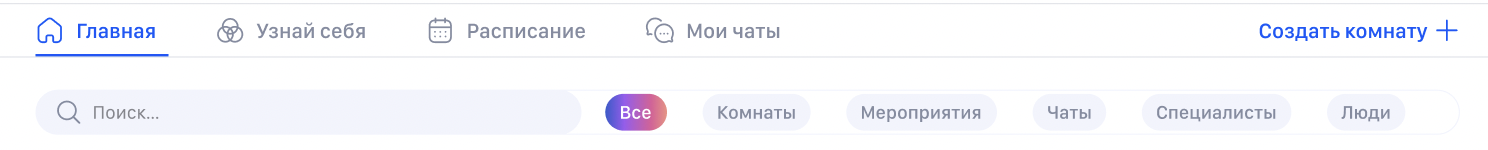 Главная Узнай себя Расписание Мои чаты Создать комнату
Поиск... Все Комнаты Мероприятия Чаты Специалисты Люди